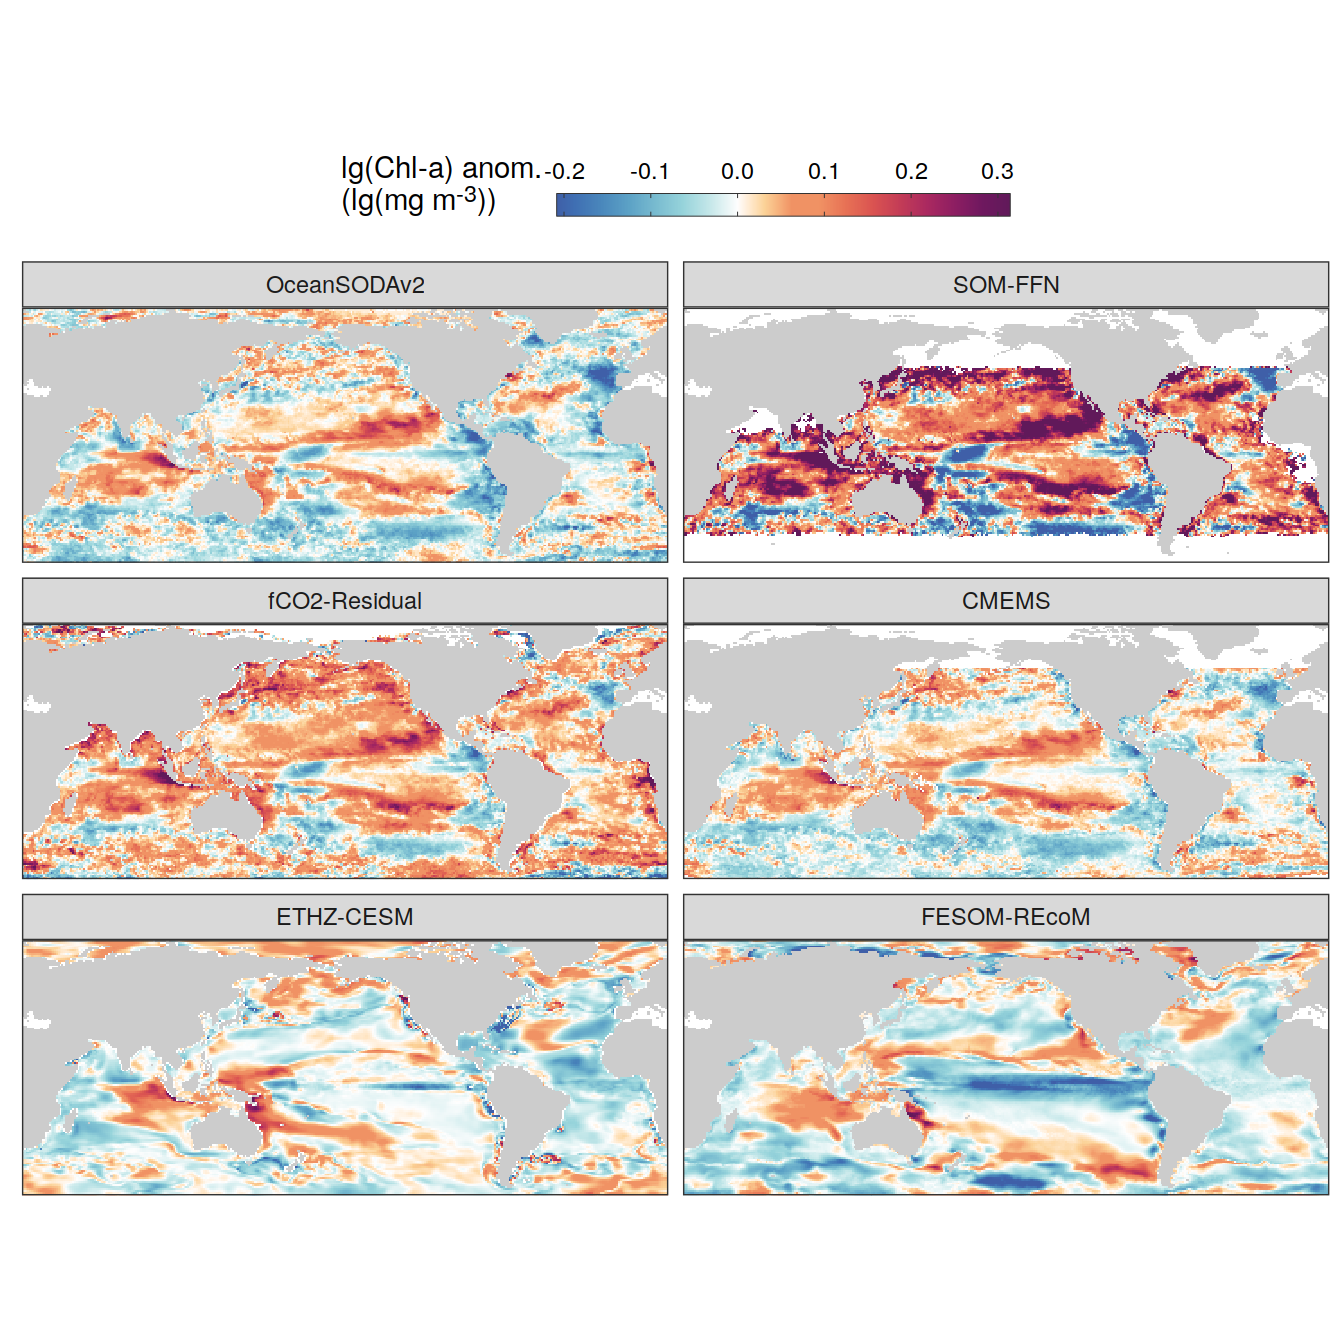 lg(Chl-a) anom.
(lg(mg m-3))
-0.2 -0.1 0.0 0.1 0.2 0.3
OceanSODAv2
SOM-FFN
fCO2-Residual
CMEMS
ETHZ-CESM
FESOM-REcoM